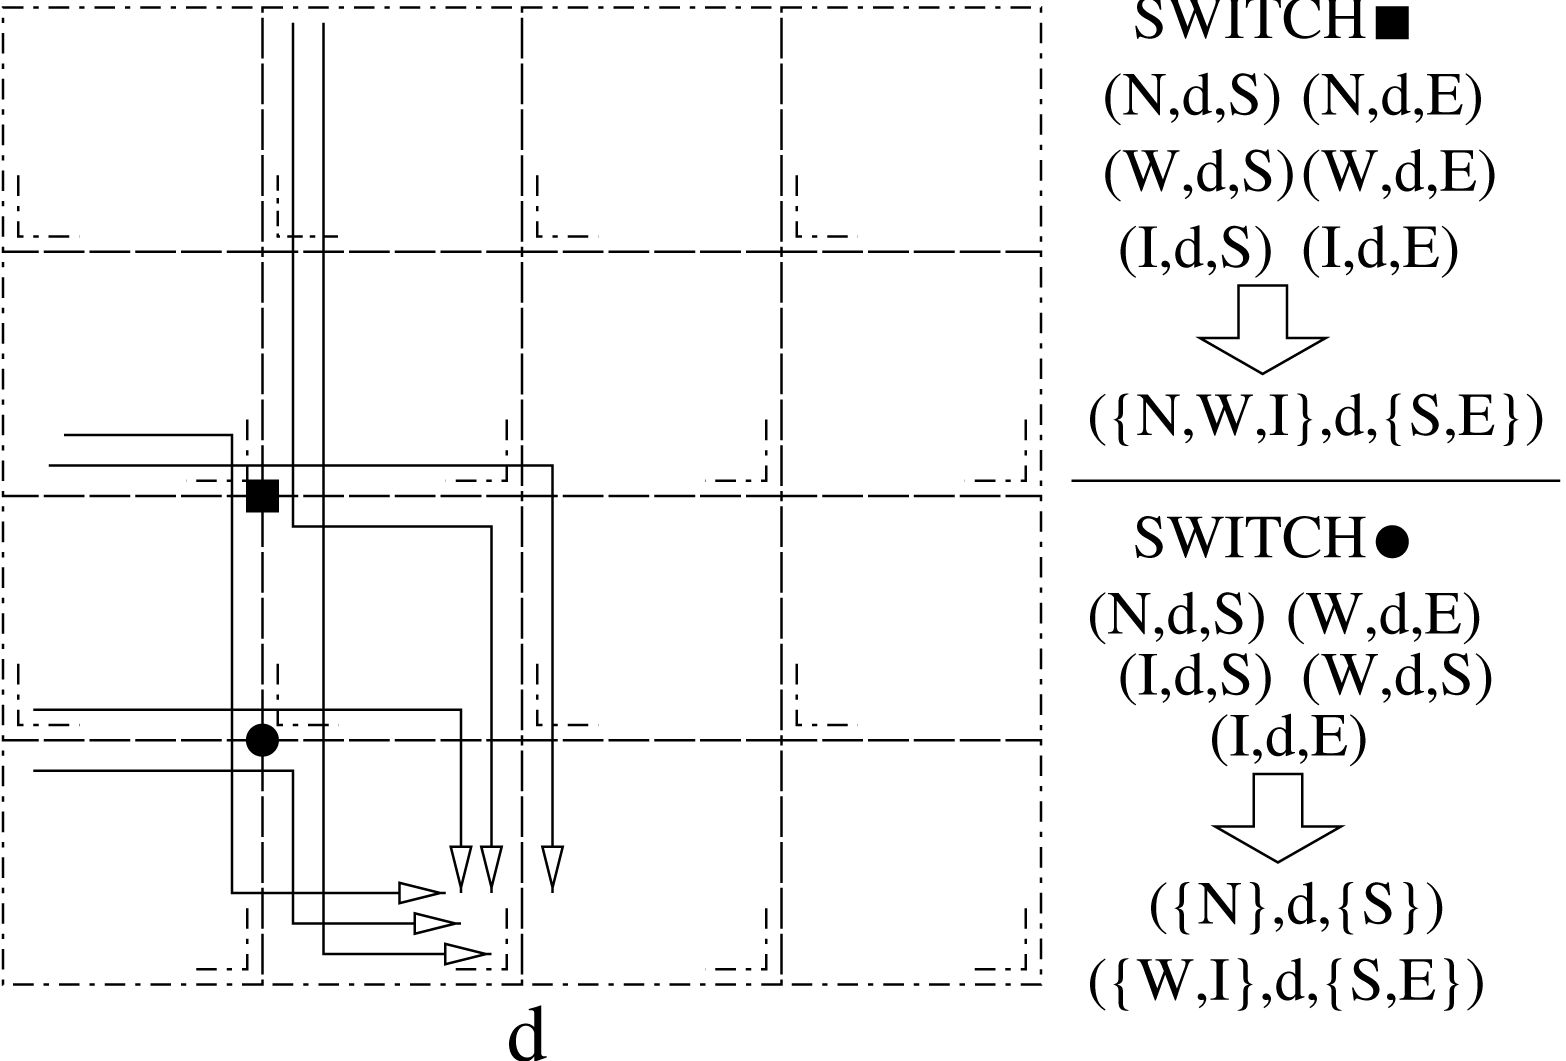 SWITCH■
(N,d,S) (N,d,E)
(W,d,S) (W,d,E)
(I,d,S) (I,d,E)
({N,W,I},d,{S,E})
SWITCH●
(N,d,S) (W,d,E)
(I,d,S) (W,d,S)
(I,d,E)
({N},d,{S})
({W,I},d,{S,E})
d